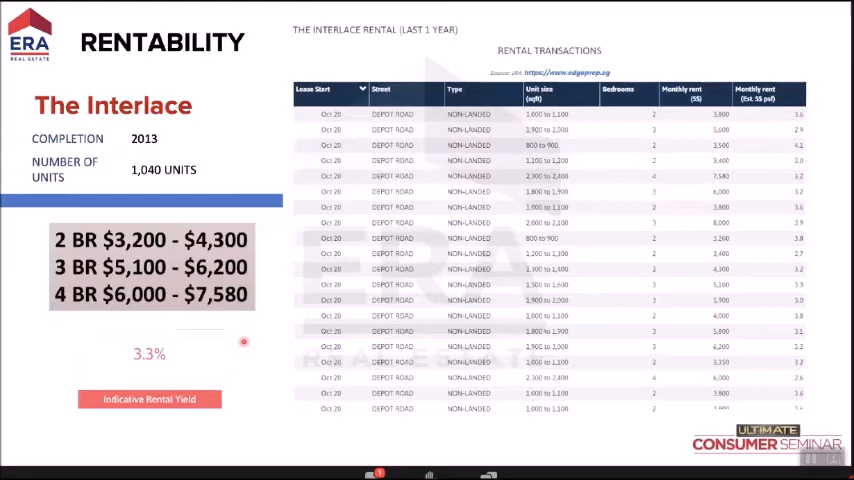 ERA
REAL ESTATE
RENTABILITY
The Interlace
COMPLETION 2013
NUMBER OF UNITS 1,040 UNITS
2 BR $3,200 - $4,300
3 BR $5,100 - $6,200
4 BR $6,000 - $7,580
3.3%
Indicative Rental Yield
THE INTERLACE RENTAL (LAST 1 YEAR)
RENTAL TRANSACTIONS
Source: URA, https://www.edgeprop.sg
Lease Start Street Type Unit size (sqft) Bedrooms Monthly rent (S$) Monthly rent (Est. S$ psf)
Oct 20 DEPOT ROAD NON-LANDED 1,000 to 1,100 2 3,800 3.6
Oct 20 DEPOT ROAD NON-LANDED 1,900 to 2,000 3 5,600 2.9
Oct 20 DEPOT ROAD NON-LANDED 800 to 900 2 3,500 4.1
Oct 20 DEPOT ROAD NON-LANDED 1,100 to 1,200 2 3,400 3.0
Oct 20 DEPOT ROAD NON-LANDED 2,300 to 2,400 4 7,580 3.2
Oct 20 DEPOT ROAD NON-LANDED 1,800 to 1,900 3 6,000 3.2
Oct 20 DEPOT ROAD NON-LANDED 1,000 to 1,100 2 3,800 3.6
Oct 20 DEPOT ROAD NON-LANDED 2,000 to 2,100 3 8,000 3.9
Oct 20 DEPOT ROAD NON-LANDED 800 to 900 2 3,200 3.8
Oct 20 DEPOT ROAD NON-LANDED 1,200 to 1,300 2 3,400 2.7
Oct 20 DEPOT ROAD NON-LANDED 1,300 to 1,400 2 4,300 3.2
Oct 20 DEPOT ROAD NON-LANDED 1,500 to 1,600 3 5,100 3.3
Oct 20 DEPOT ROAD NON-LANDED 1,900 to 2,000 3 5,900 3.0
Oct 20 DEPOT ROAD NON-LANDED 1,000 to 1,100 2 4,000 3.8
Oct 20 DEPOT ROAD NON-LANDED 1,800 to 1,900 3 5,800 3.1
Oct 20 DEPOT ROAD NON-LANDED 1,900 to 2,000 3 6,200 3.2
Oct 20 DEPOT ROAD NON-LANDED 1,000 to 1,100 2 3,350 3.2
Oct 20 DEPOT ROAD NON-LANDED 2,300 to 2,400 4 6,000 2.6
Oct 20 DEPOT ROAD NON-LANDED 1,000 to 1,100 2 3,800 3.6
Oct 20 DEPOT ROAD NON-LANDED 1,000 to 1,100 2
ERA
REAL ESTATE
ULTIMATE
CONSUMER SEMINAR
1